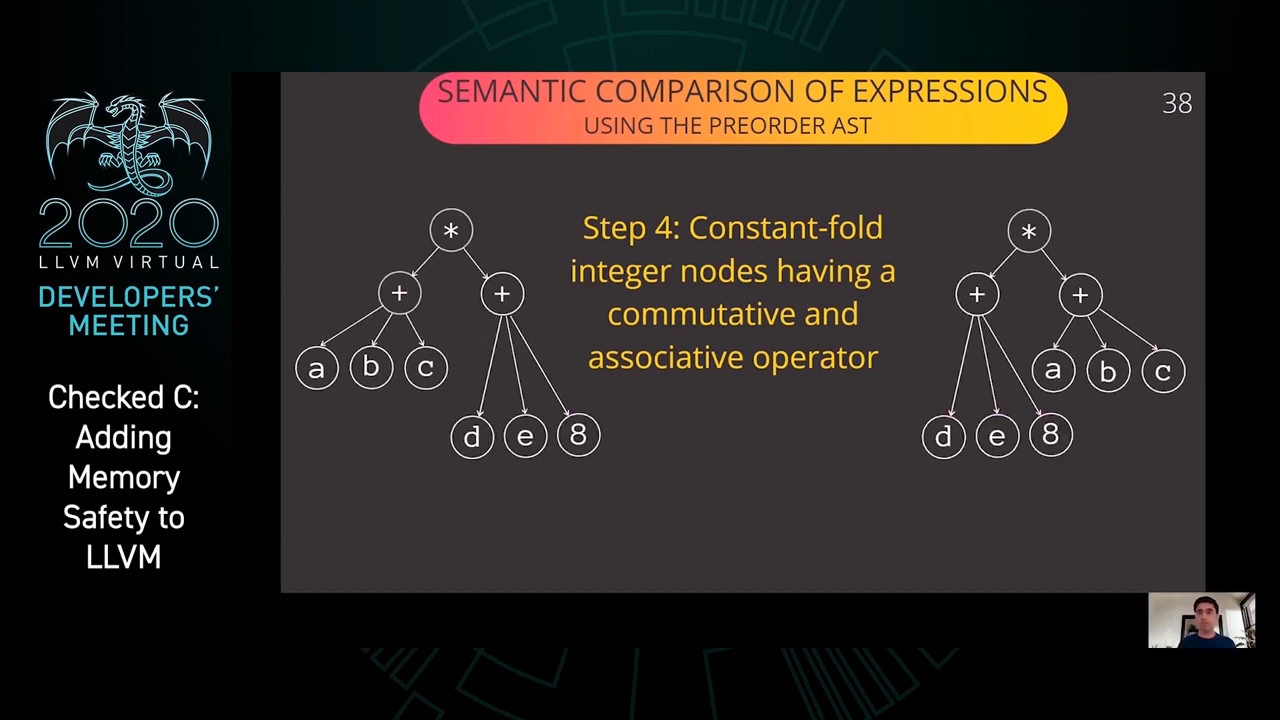 2020
LLVM VIRTUAL
DEVELOPERS’
MEETING
Checked C:
Adding
Memory
Safety to
LLVM
SEMANTIC COMPARISON OF EXPRESSIONS
USING THE PREORDER AST
38
Step 4: Constant-fold
integer nodes having a
commutative and
associative operator
*
+ +
a b c
d e 8
*
+ +
a b c
d e 8